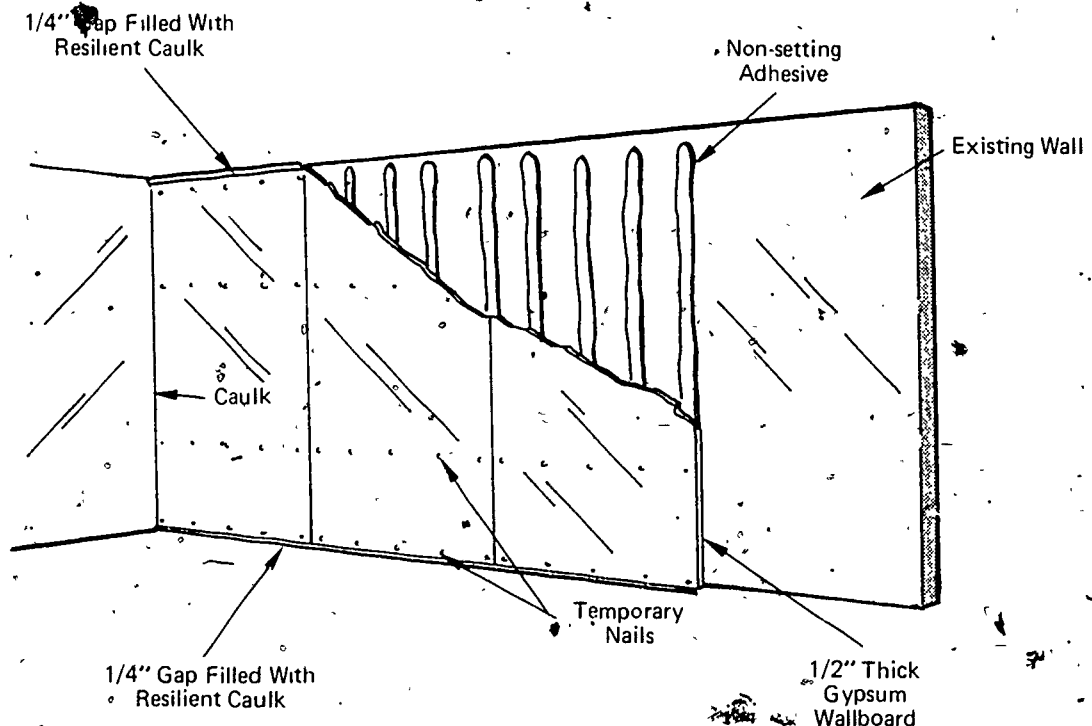 1/4" Gap Filled With
Resilient Caulk
Non-setting
Adhesive
Existing Wall
Caulk
Temporary
Nails
1/4" Gap Filled With
Resilient Caulk
1/2" Thick
Gypsum
Wallboard